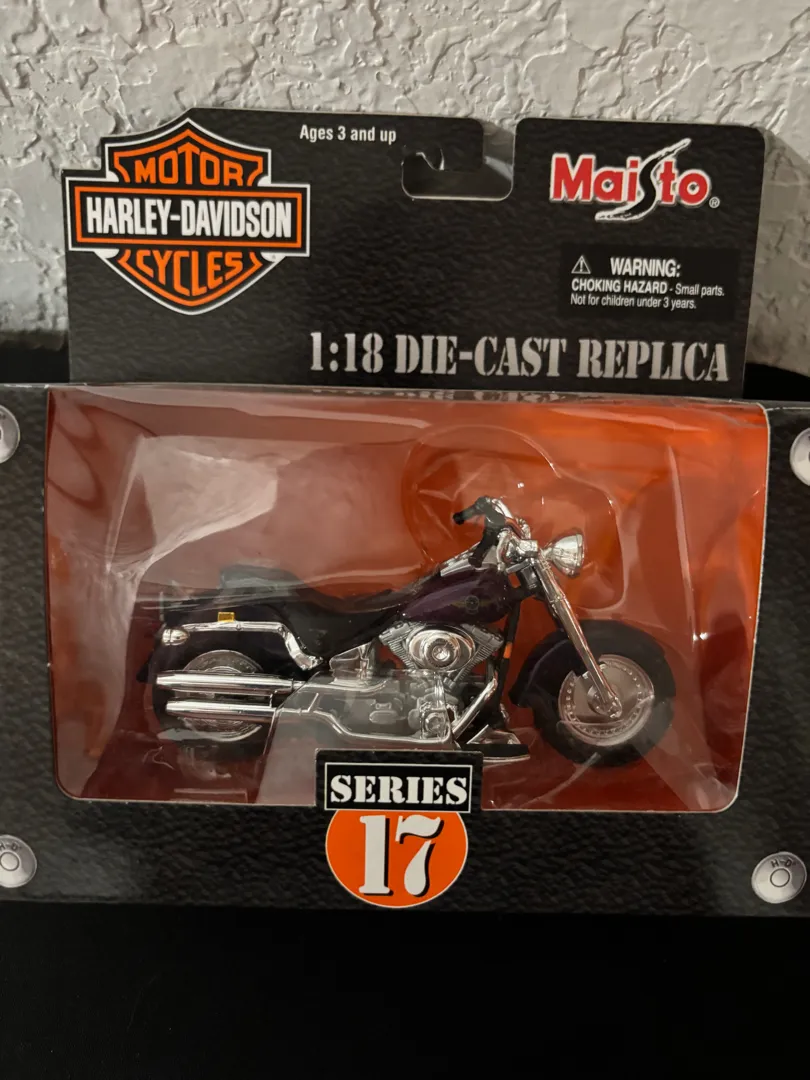 Ages 3 and up
MOTOR
HARLEY-DAVIDSON
CYCLES
Maisto®
WARNING:
CHOKING HAZARD - Small parts.
Not for children under 3 years.
1:18 DIE-CAST REPLICA
SERIES
17
H-D
H-D